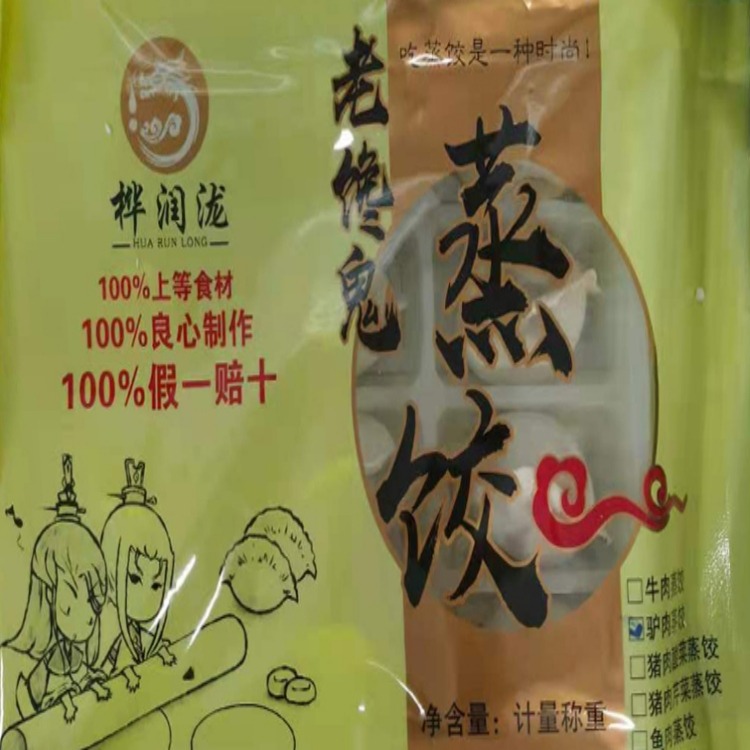 桦润泷
HUA RUN LONG
100%上等食材
100%良心制作
100%假一赔十
老馋鬼
吃蒸饺是一种时尚!
蒸饺
牛肉蒸饺
驴肉蒸饺
猪肉酸菜蒸饺
猪肉芹菜蒸饺
鱼肉蒸饺
净含量:计量称重